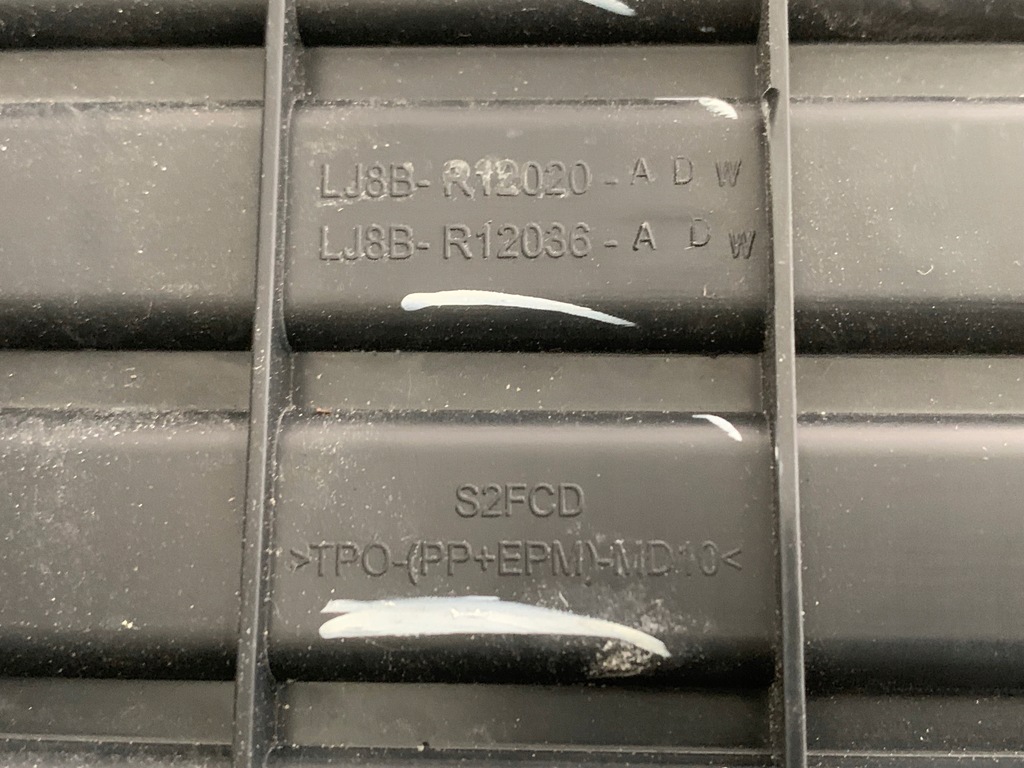 LJ8B- R12020 - A D W
LJ8B- R12036 - A D W
S2FCD
>TPO-(PP+EPM)-MD10<